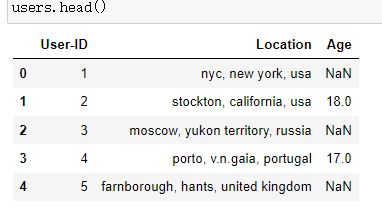 users.head()
User-ID Location Age
0 1 nyc, new york, usa NaN
1 2 stockton, california, usa 18.0
2 3 moscow, yukon territory, russia NaN
3 4 porto, v.n.gaia, portugal 17.0
4 5 farnborough, hants, united kingdom NaN